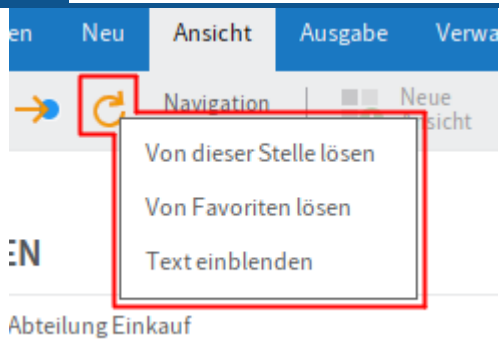 en Neu Ansicht Ausgabe Verwa
Navigation Neue
sicht
Von dieser Stelle lösen
Von Favoriten lösen
EN
Text einblenden
Abteilung Einkauf